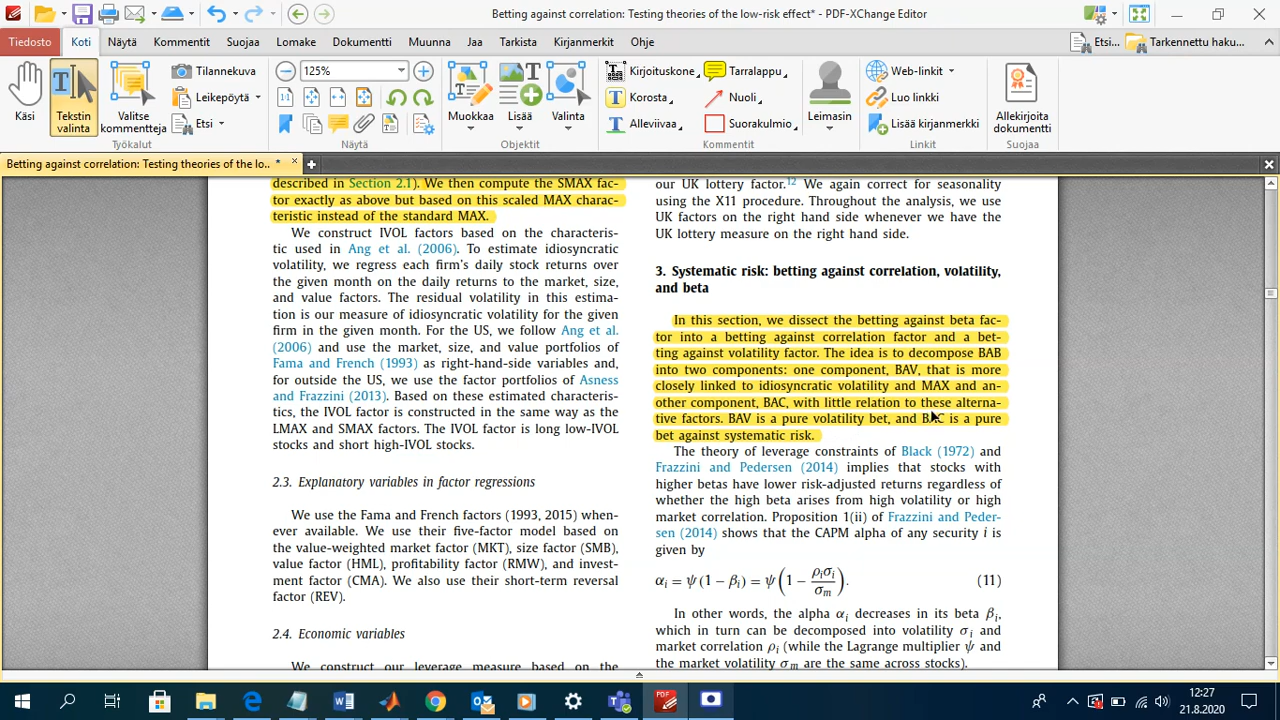 Betting against correlation: Testing theories of the low-risk effect* - PDF-XChange Editor
Tiedosto
Koti
Näytä
Kommentit
Suojaa
Lomake
Dokumentti
Muunna
Jaa
Tarkista
Kirjanmerkit
Ohje
Etsi...
Tarkennettu haku...
Käsi
Tekstin valinta
Valitse kommentteja
Tilannekuva
Leikepöytä
Etsi
Työkalut
125%
Näytä
Muokkaa
Lisää
Valinta
Objektit
Kirjoituskone
Korosta
Alleviivaa
Tarralappu
Nuoli
Suorakulmio
Kommentit
Leimasin
Web-linkit
Luo linkki
Lisää kirjanmerkki
Linkit
Allekirjoita dokumentti
Suojaa
Betting against correlation: Testing theories of the lo.. *
described in Section 2.1). We then compute the SMAX fac-
tor exactly as above but based on this scaled MAX charac-
teristic instead of the standard MAX.
We construct IVOL factors based on the characteris-
tic used in Ang et al. (2006). To estimate idiosyncratic
volatility, we regress each firm's daily stock returns over
the given month on the daily returns to the market, size,
and value factors. The residual volatility in this estima-
tion is our measure of idiosyncratic volatility for the given
firm in the given month. For the US, we follow Ang et al.
(2006) and use the market, size, and value portfolios of
Fama and French (1993) as right-hand-side variables and,
for outside the US, we use the factor portfolios of Asness
and Frazzini (2013). Based on these estimated characteris-
tics, the IVOL factor is constructed in the same way as the
LMAX and SMAX factors. The IVOL factor is long low-IVOL
stocks and short high-IVOL stocks.
2.3. Explanatory variables in factor regressions
We use the Fama and French factors (1993, 2015) when-
ever available. We use their five-factor model based on
the value-weighted market factor (MKT), size factor (SMB),
value factor (HML), profitability factor (RMW), and invest-
ment factor (CMA). We also use their short-term reversal
factor (REV).
2.4. Economic variables
We construct our leverage measure based on the
our UK lottery factor.12 We again correct for seasonality
using the X11 procedure. Throughout the analysis, we use
UK factors on the right hand side whenever we have the
UK lottery measure on the right hand side.
3. Systematic risk: betting against correlation, volatility,
and beta
In this section, we dissect the betting against beta fac-
tor into a betting against correlation factor and a bet-
ting against volatility factor. The idea is to decompose BAB
into two components: one component, BAV, that is more
closely linked to idiosyncratic volatility and MAX and an-
other component, BAC, with little relation to these alterna-
tive factors. BAV is a pure volatility bet, and BAC is a pure
bet against systematic risk.
The theory of leverage constraints of Black (1972) and
Frazzini and Pedersen (2014) implies that stocks with
higher betas have lower risk-adjusted returns regardless of
whether the high beta arises from high volatility or high
market correlation. Proposition 1(ii) of Frazzini and Peder-
sen (2014) shows that the CAPM alpha of any security i is
given by
αi = ψ(1 − βi) = ψ(1 − ρiσi/σm). (11)
In other words, the alpha αi decreases in its beta βi,
which in turn can be decomposed into volatility σi and
market correlation ρi (while the Lagrange multiplier ψ and
the market volatility σm are the same across stocks).
12:27
21.8.2020